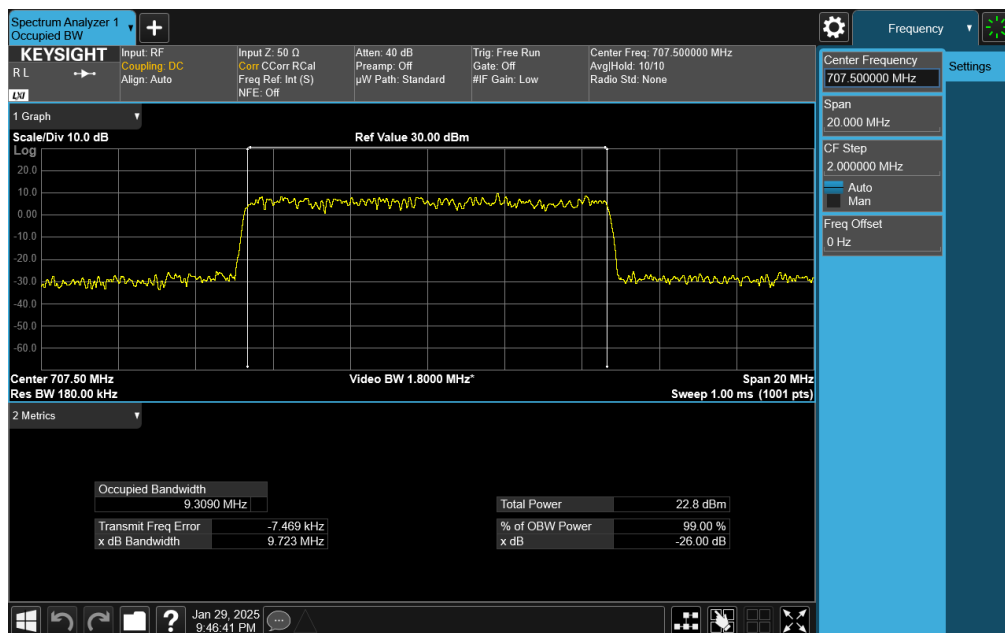 Spectrum Analyzer 1
Occupied BW
Frequency
KEYSIGHT
R L
LXI
Input: RF
Coupling: DC
Align: Auto
Input Z: 50 Ω
Corr CCorr RCal
Freq Ref: Int (S)
NFE: Off
Atten: 40 dB
Preamp: Off
µW Path: Standard
Trig: Free Run
Gate: Off
#IF Gain: Low
Center Freq: 707.500000 MHz
Avg|Hold: 10/10
Radio Std: None
Center Frequency
707.500000 MHz
Settings
Span
20.000 MHz
CF Step
2.000000 MHz
Auto
Man
Freq Offset
0 Hz
1 Graph
Scale/Div 10.0 dB
Ref Value 30.00 dBm
Log
20.0
10.0
0.00
-10.0
-20.0
-30.0
-40.0
-50.0
-60.0
Center 707.50 MHz
Video BW 1.8000 MHz*
Span 20 MHz
Res BW 180.00 kHz
Sweep 1.00 ms (1001 pts)
2 Metrics
Occupied Bandwidth
9.3090 MHz
Total Power 22.8 dBm
Transmit Freq Error -7.469 kHz
% of OBW Power 99.00 %
x dB Bandwidth 9.723 MHz
x dB -26.00 dB
?
Jan 29, 2025
9:46:41 PM